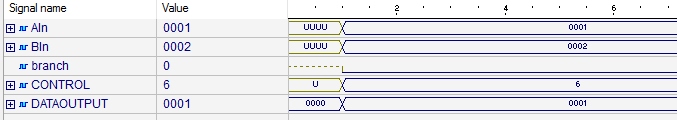 Signal name Value 2 4 6
AIn 0001 UUUU 0001
BIn 0002 UUUU 0002
branch 0
CONTROL 6 U 6
DATAOUTPUT 0001 0000 0001